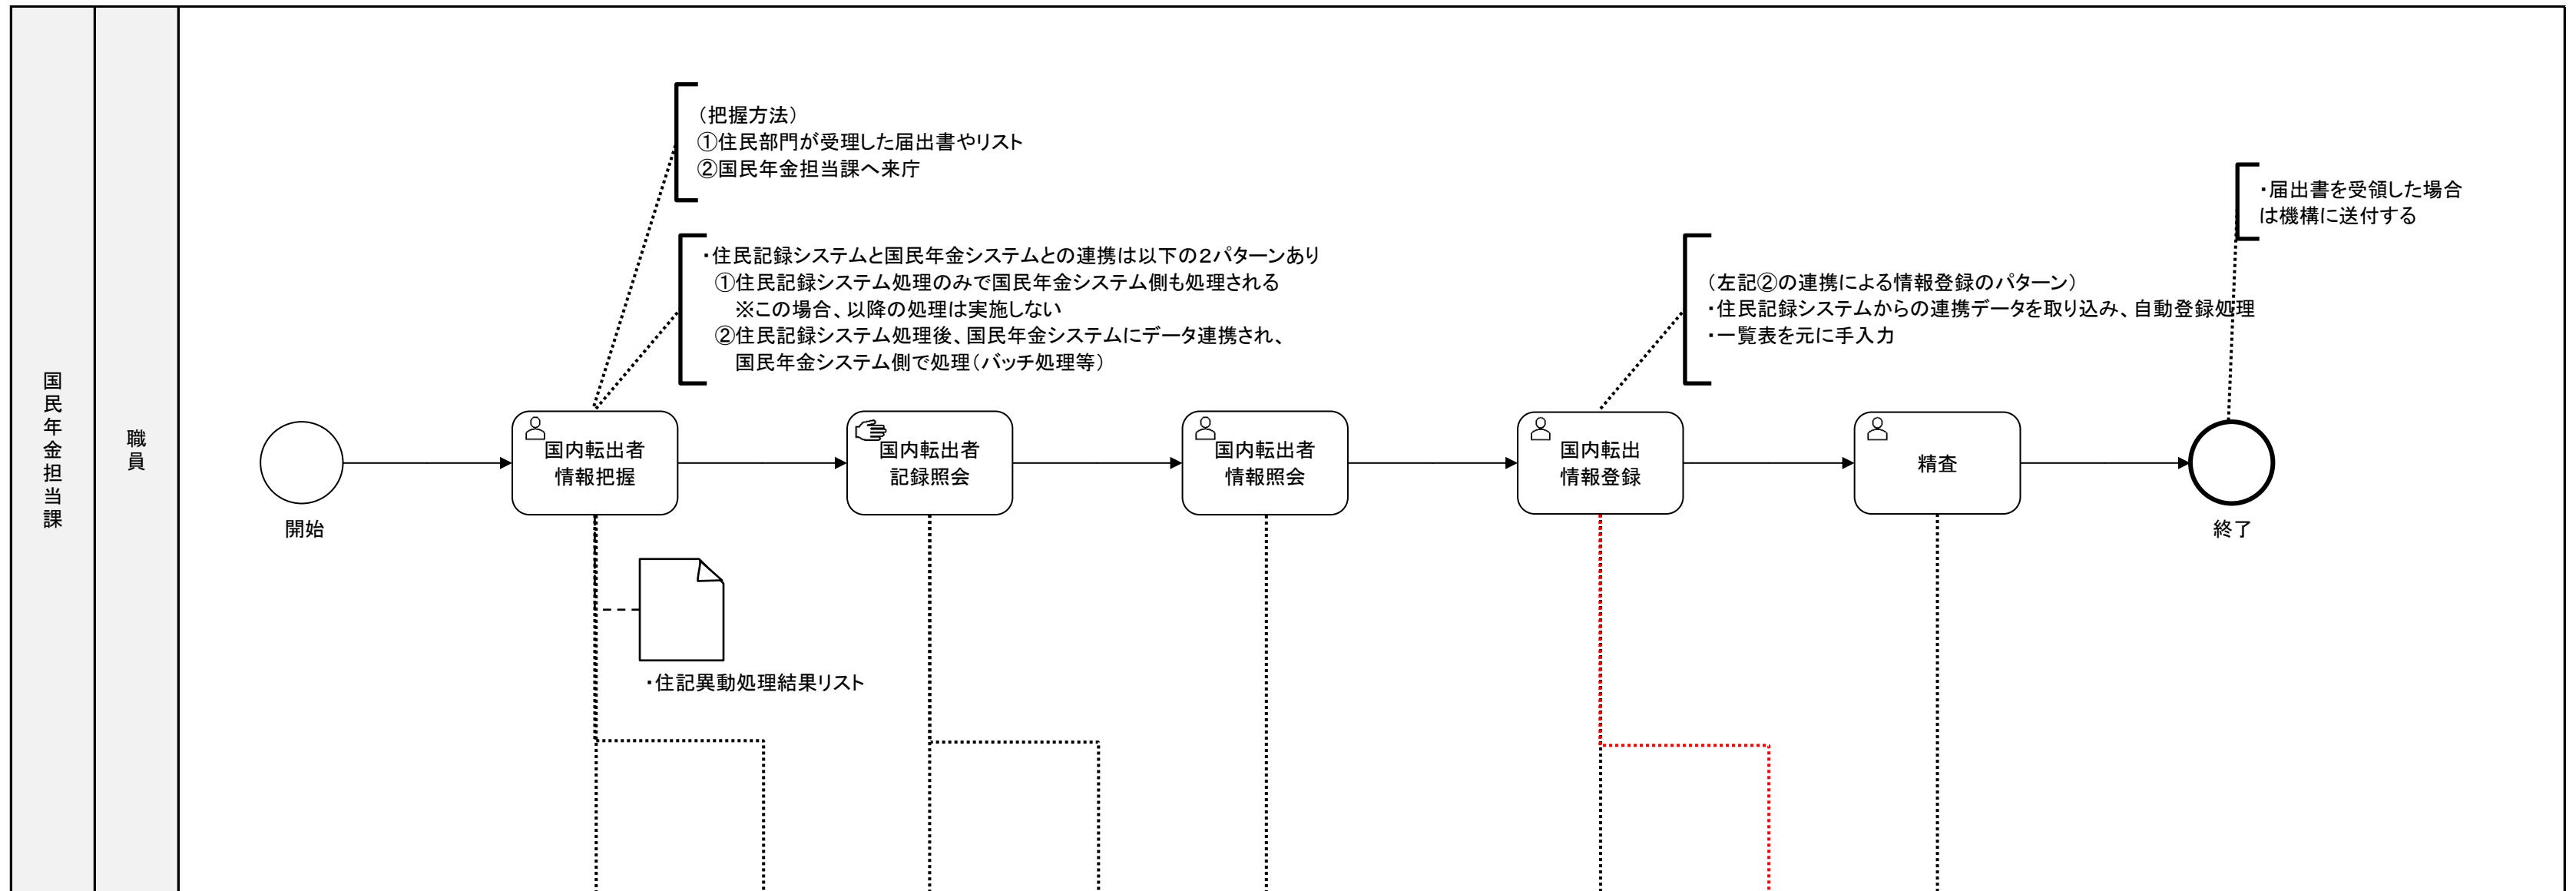 国民年金担当課
職員
（把握方法）
①住民部門が受理した届出書やリスト
②国民年金担当課へ来庁
・届出書を受領した場合
は機構に送付する
・住民記録システムと国民年金システムとの連携は以下の２パターンあり
①住民記録システム処理のみで国民年金システム側も処理される
※この場合、以降の処理は実施しない
②住民記録システム処理後、国民年金システムにデータ連携され、
国民年金システム側で処理（バッチ処理等）
（左記②の連携による情報登録のパターン）
・住民記録システムからの連携データを取り込み、自動登録処理
・一覧表を元に手入力
開始
国内転出者
情報把握
国内転出者
記録照会
国内転出者
情報照会
国内転出
情報登録
精査
終了
・住記異動処理結果リスト